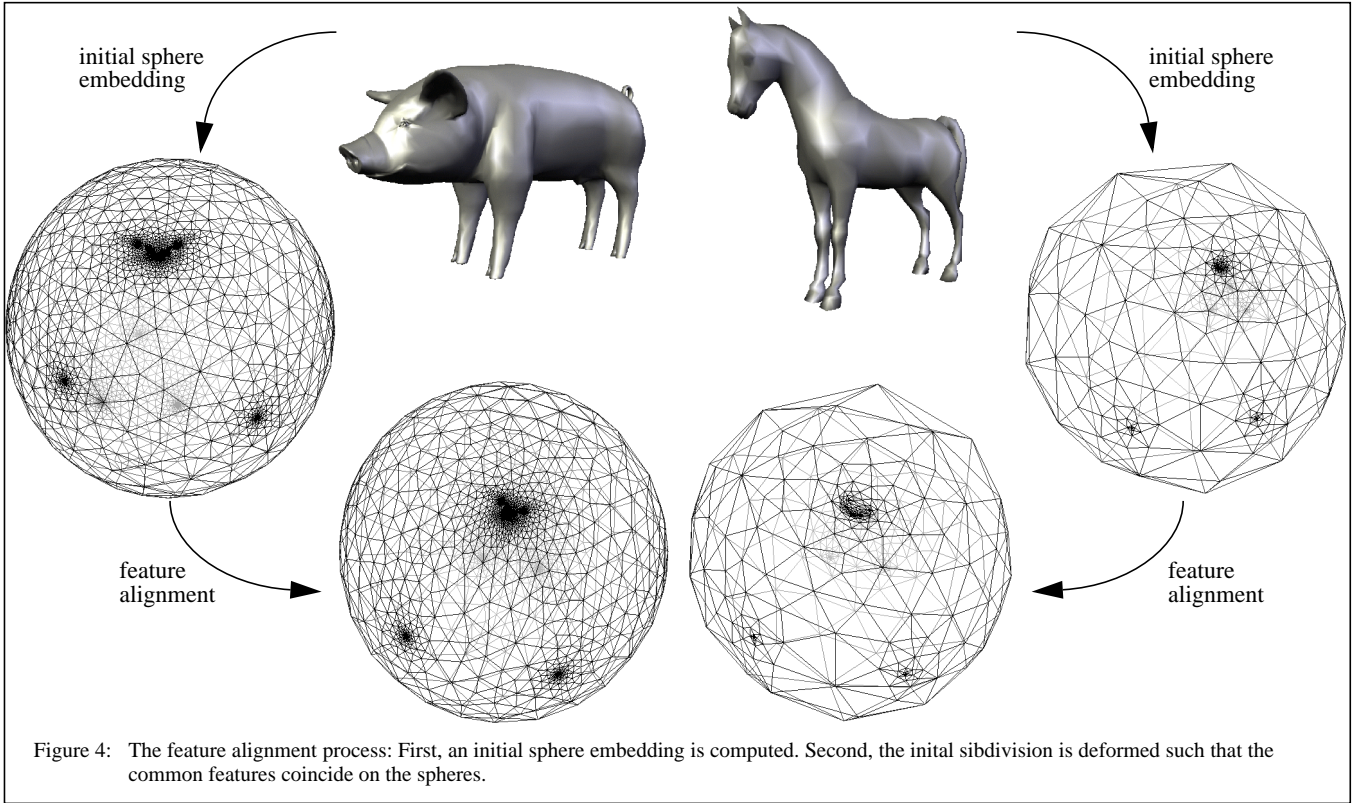 initial sphere
embedding
initial sphere
embedding
feature
alignment
feature
alignment
Figure 4: The feature alignment process: First, an initial sphere embedding is computed. Second, the inital sibdivision is deformed such that the
common features coincide on the spheres.